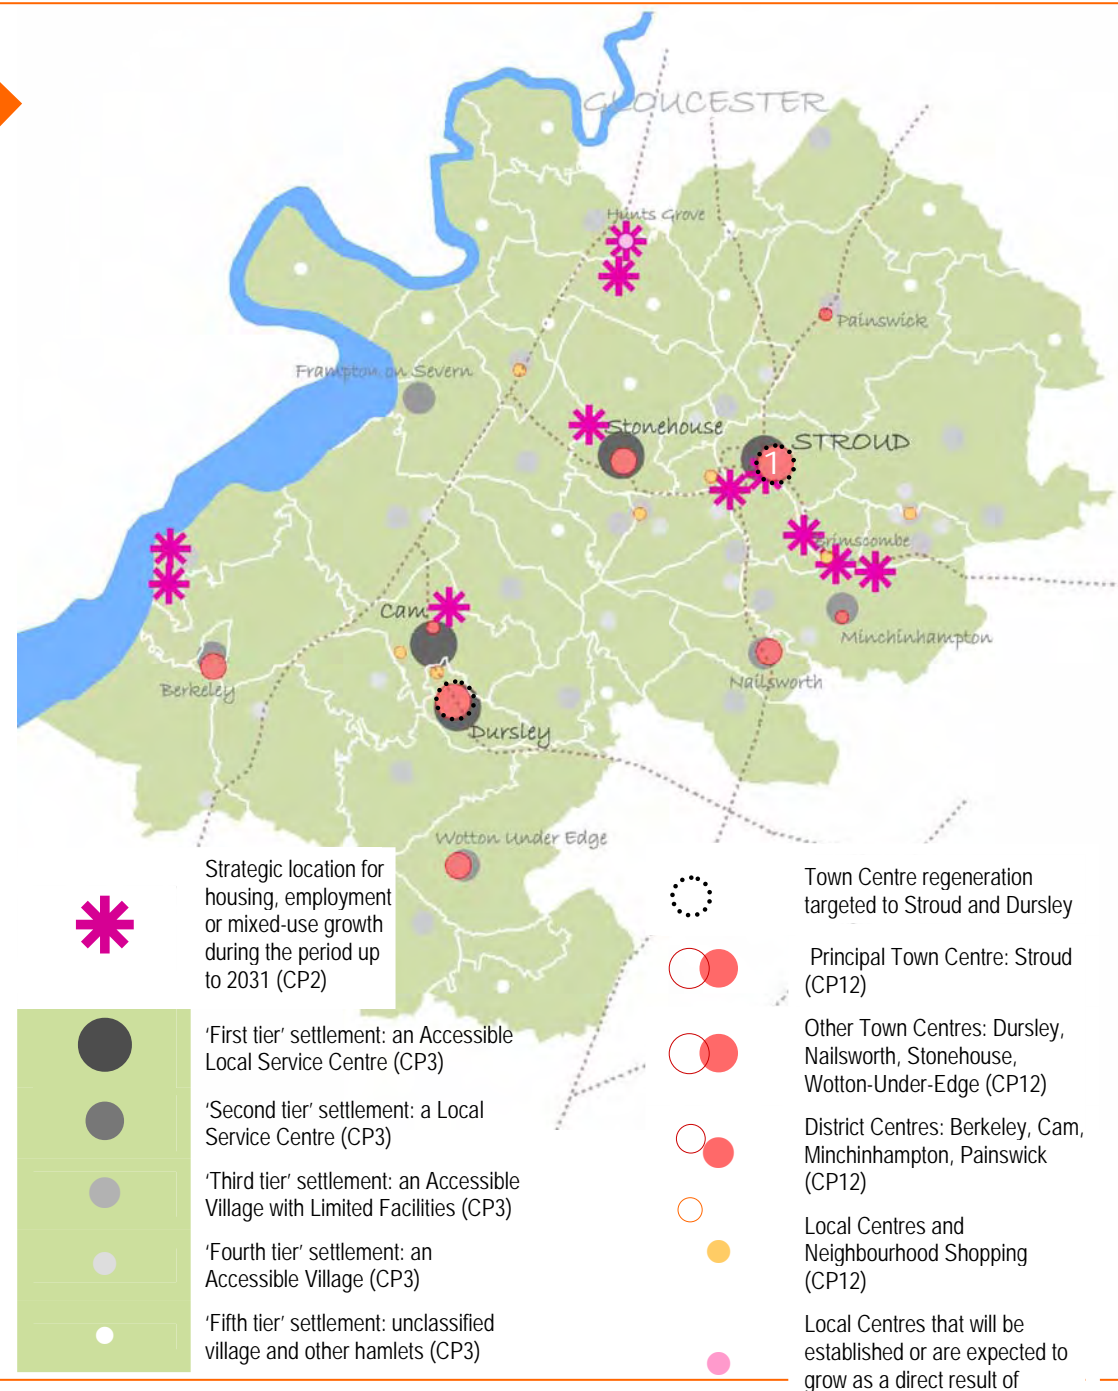 GLOUCESTER
Hunts Grove
Painswick
Frampton on Severn
Stonehouse
STROUD
1
Brimscombe
Cam
Minchinhampton
Berkeley
Nailsworth
Dursley
Wotton Under Edge
Strategic location for
housing, employment
or mixed-use growth
during the period up
to 2031 (CP2)
‘First tier’ settlement: an Accessible
Local Service Centre (CP3)
‘Second tier’ settlement: a Local
Service Centre (CP3)
‘Third tier’ settlement: an Accessible
Village with Limited Facilities (CP3)
‘Fourth tier’ settlement: an
Accessible Village (CP3)
‘Fifth tier’ settlement: unclassified
village and other hamlets (CP3)
Town Centre regeneration
targeted to Stroud and Dursley
Principal Town Centre: Stroud
(CP12)
Other Town Centres: Dursley,
Nailsworth, Stonehouse,
Wotton-Under-Edge (CP12)
District Centres: Berkeley, Cam,
Minchinhampton, Painswick
(CP12)
Local Centres and
Neighbourhood Shopping
(CP12)
Local Centres that will be
established or are expected to
grow as a direct result of